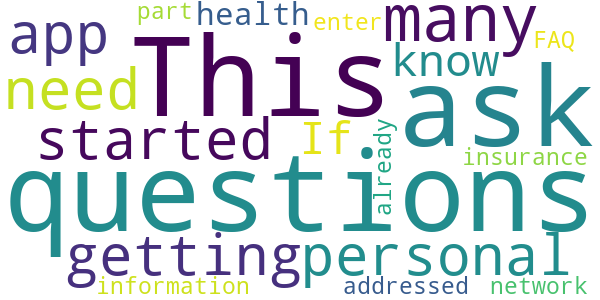 part health enter many
app This FAQ
need know ask
started If already insurance
questions
getting personal
information addressed network